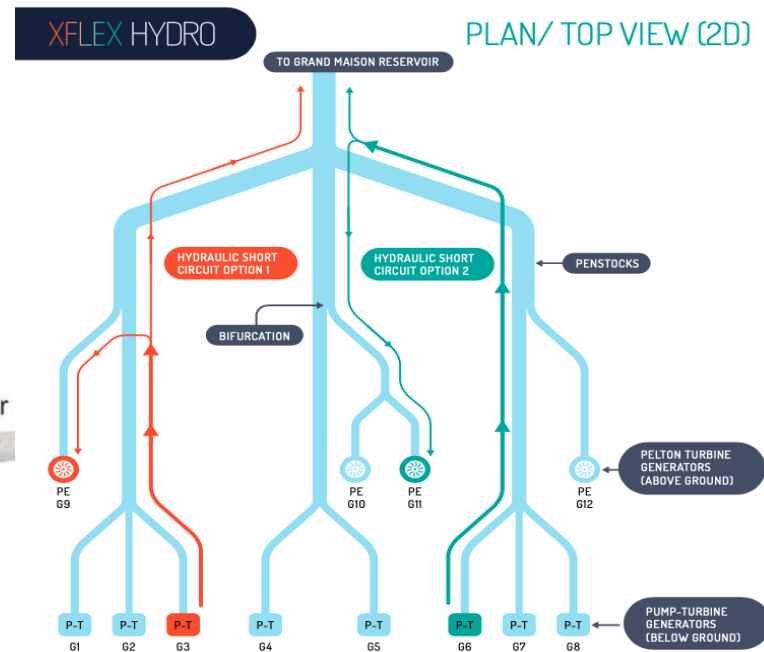 XFLEX HYDRO
PLAN/ TOP VIEW (2D)
TO GRAND MAISON RESERVOIR
HYDRAULIC SHORT
CIRCUIT OPTION 1
HYDRAULIC SHORT
CIRCUIT OPTION 2
PENSTOCKS
BIFURCATION
r
PE
G9
PE
G10
PE
G11
PE
G12
PELTON TURBINE
GENERATORS
(ABOVE GROUND)
P-T
P-T
P-T
P-T
P-T
P-T
P-T
P-T
G1
G2
G3
G4
G5
G6
G7
G8
PUMP-TURBINE
GENERATORS
(BELOW GROUND)